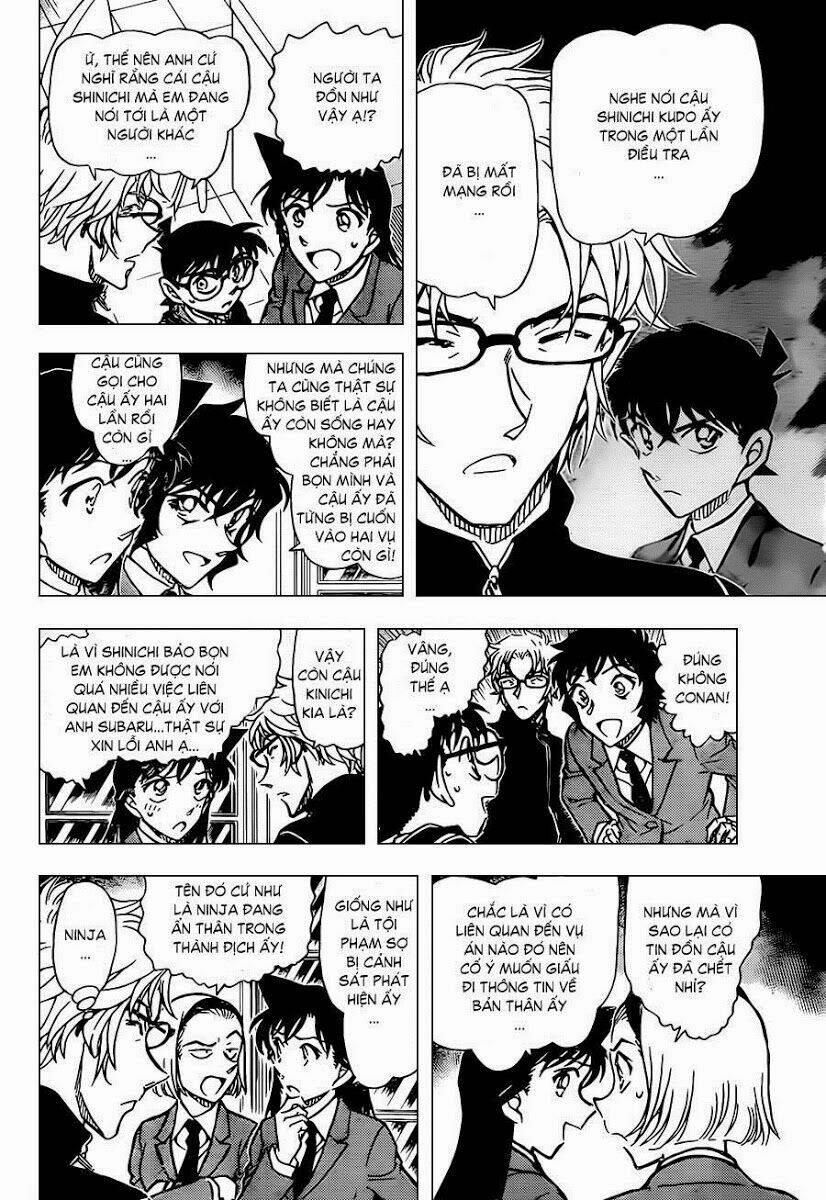 NGHE NÓI CẬU
SHINICHI KUDO ẤY
TRONG MỘT LẦN
ĐIỀU TRA
...
ĐÃ BỊ MẤT
MẠNG RỒI
...
NGƯỜI TA
ĐỒN NHƯ
VẬY Ạ!?
Ừ, THẾ NÊN ANH CỨ
NGHĨ RẰNG CÁI CẬU
SHINICHI MÀ EM ĐANG
NÓI TỚI LÀ MỘT
NGƯỜI KHÁC
...
NHƯNG MÀ CHÚNG
TA CŨNG THẬT SỰ
KHÔNG BIẾT LÀ CẬU
ẤY CÒN SỐNG HAY
KHÔNG MÀ?
CHẲNG PHẢI
BỌN MÌNH VÀ
CẬU ẤY ĐÃ
TỪNG BỊ CUỐN
VÀO HAI VỤ
CÒN GÌ!
CẬU CŨNG
GỌI CHO
CẬU ẤY HAI
LẦN RỒI
CÒN GÌ
...
ĐÚNG
KHÔNG
CONAN!
VÂNG,
ĐÚNG
THẾ Ạ
...
VẬY
CÒN CẬU
KINICHI
KIA LÀ?
LÀ VÌ SHINICHI BẢO BỌN
EM KHÔNG ĐƯỢC NÓI
QUÁ NHIỀU VIỆC LIÊN
QUAN ĐẾN CẬU ẤY VỚI
ANH SUBARU...THẬT SỰ
XIN LỖI ANH Ạ...
NHƯNG MÀ VÌ
SAO LẠI CÓ
TIN ĐỒN CẬU
ẤY ĐÃ CHẾT
NHỈ?
CHẮC LÀ VÌ CÓ
LIÊN QUAN ĐẾN VỤ
ÁN NÀO ĐÓ NÊN
CỐ Ý MUỐN GIẤU
ĐI THÔNG TIN VỀ
BẢN THÂN ẤY
...
GIỐNG NHƯ
LÀ TỘI
PHẠM SỢ
BỊ CẢNH
SÁT PHÁT
HIỆN ẤY
...
TÊN ĐÓ CỨ NHƯ
LÀ NINJA ĐANG
ẨN THÂN TRONG
THÀNH ĐỊCH ẤY!
NINJA
...